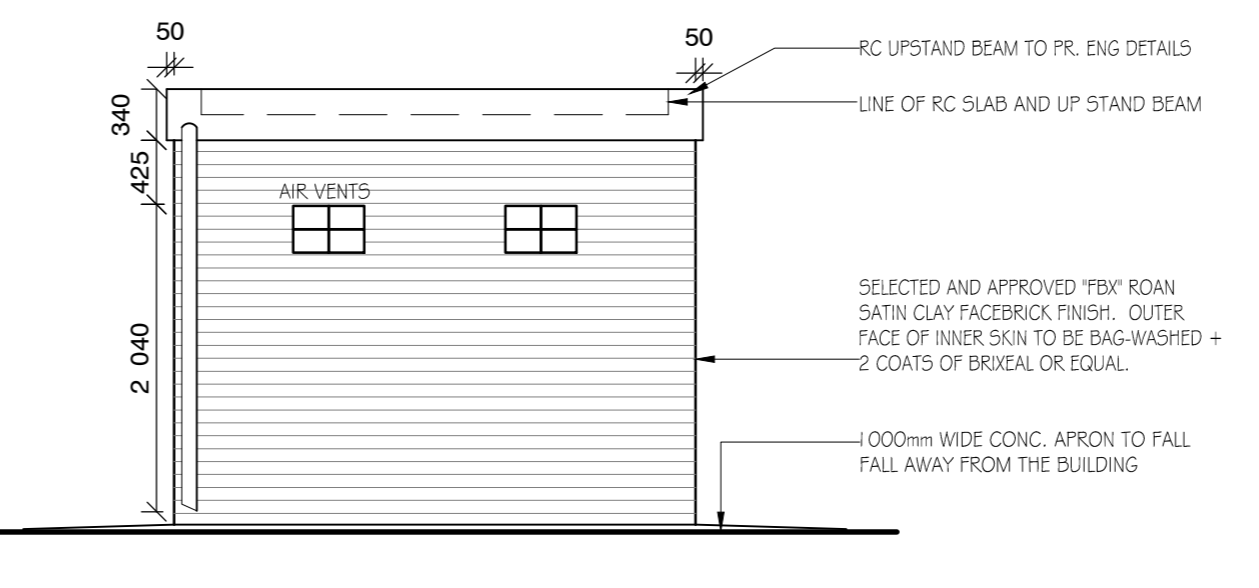 50
50
RC UPSTAND BEAM TO PR. ENG DETAILS
LINE OF RC SLAB AND UP STAND BEAM
340
425
AIR VENTS
2 040
SELECTED AND APPROVED "FBX" ROAN
SATIN CLAY FACEBRICK FINISH. OUTER
FACE OF INNER SKIN TO BE BAG-WASHED +
2 COATS OF BRIXEAL OR EQUAL.
1000mm WIDE CONC. APRON TO FALL
FALL AWAY FROM THE BUILDING